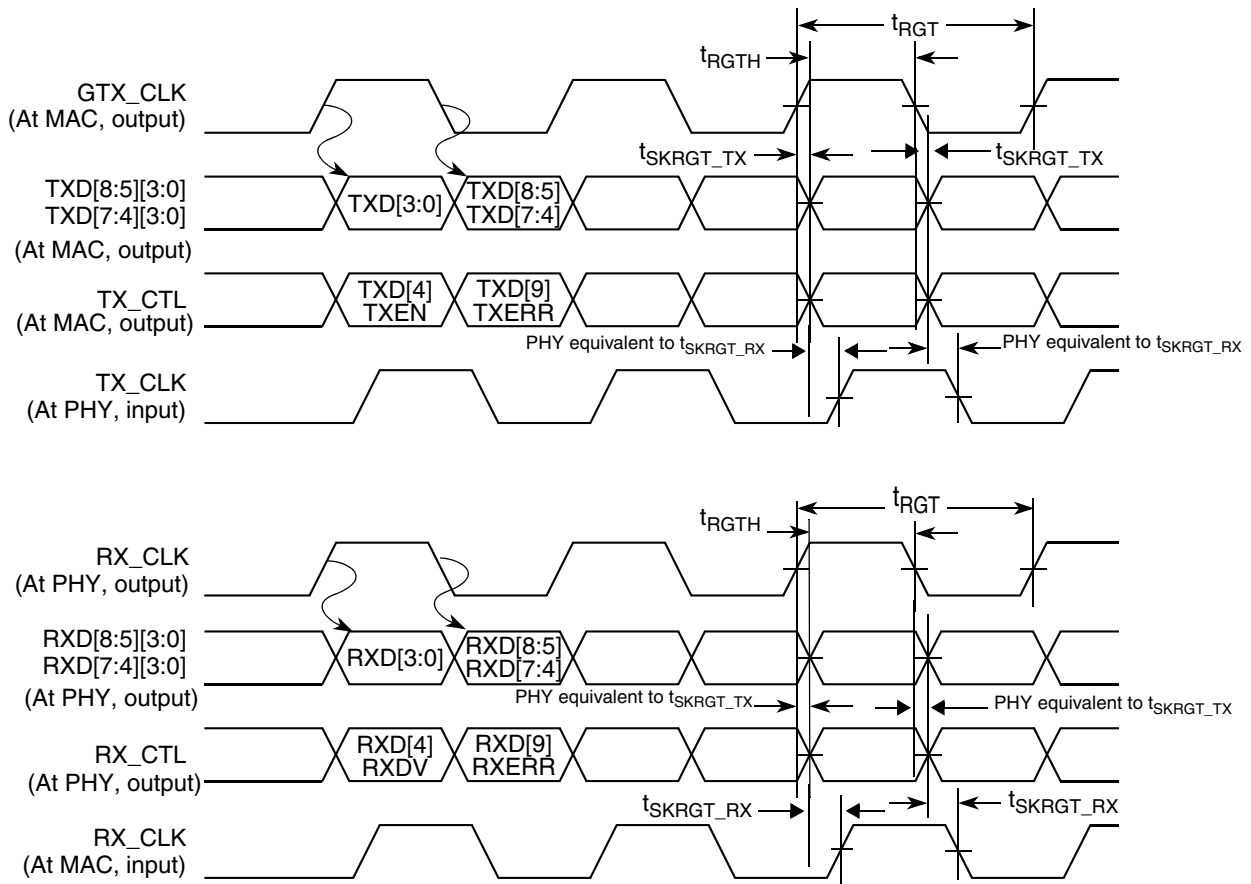 tRGT
tRGTH
GTX_CLK
(At MAC, output)
tSKRGT_TX
tSKRGT_TX
TXD[8:5][3:0]
TXD[7:4][3:0]
(At MAC, output)
TXD[3:0]
TXD[8:5]
TXD[7:4]
TX_CTL
(At MAC, output)
TXD[4]
TXEN
TXD[9]
TXERR
PHY equivalent to tSKRGT_RX
PHY equivalent to tSKRGT_RX
TX_CLK
(At PHY, input)
tRGT
tRGTH
RX_CLK
(At PHY, output)
RXD[8:5][3:0]
RXD[7:4][3:0]
(At PHY, output)
RXD[3:0]
RXD[8:5]
RXD[7:4]
PHY equivalent to tSKRGT_TX
PHY equivalent to tSKRGT_TX
RX_CTL
(At PHY, output)
RXD[4]
RXDV
RXD[9]
RXERR
tSKRGT_RX
tSKRGT_RX
RX_CLK
(At MAC, input)